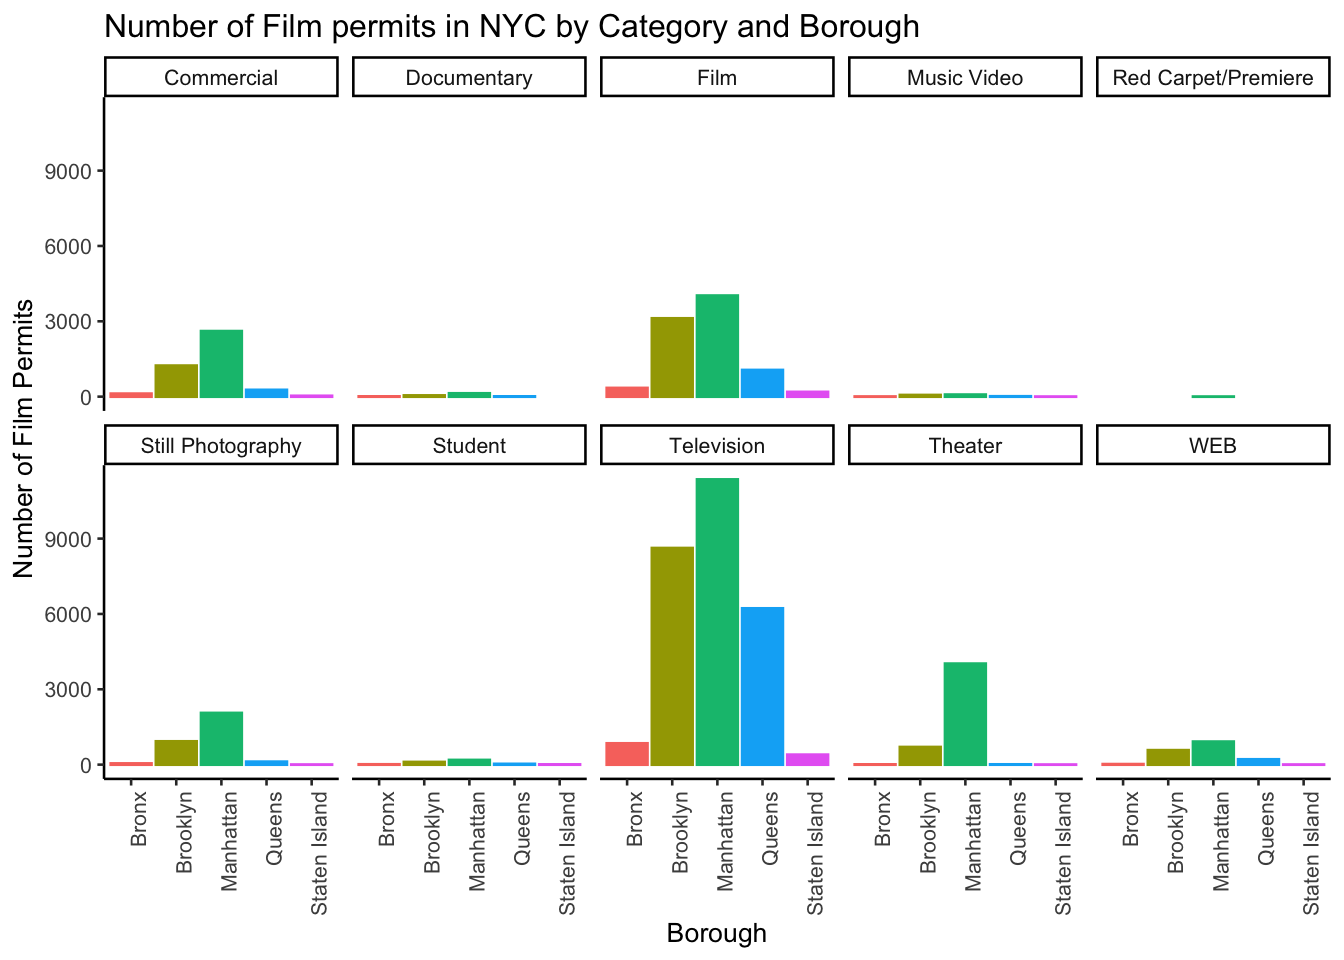 Number of Film permits in NYC by Category and Borough
Commercial Documentary Film Music Video Red Carpet/Premiere
9000
6000
3000
0
Number of Film Permits
Still Photography Student Television Theater WEB
9000
6000
3000
0
Bronx Brooklyn Manhattan Queens Staten Island Bronx Brooklyn Manhattan Queens Staten Island Bronx Brooklyn Manhattan Queens Staten Island Bronx Brooklyn Manhattan Queens Staten Island Bronx Brooklyn Manhattan Queens Staten Island
Borough